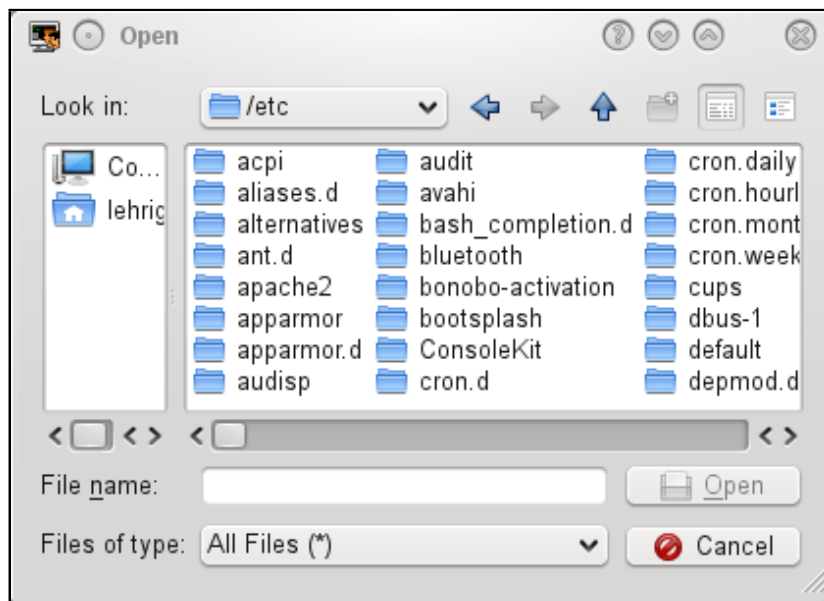 Open
Look in: /etc
Co...
lehrig
acpi audit cron.daily
aliases.d avahi cron.hourl
alternatives bash_completion.d cron.mont
ant.d bluetooth cron.week
apache2 bonobo-activation cups
apparmor bootsplash dbus-1
apparmor.d ConsoleKit default
audisp cron.d depmod.d
File name: Open
Files of type: All Files (*) Cancel